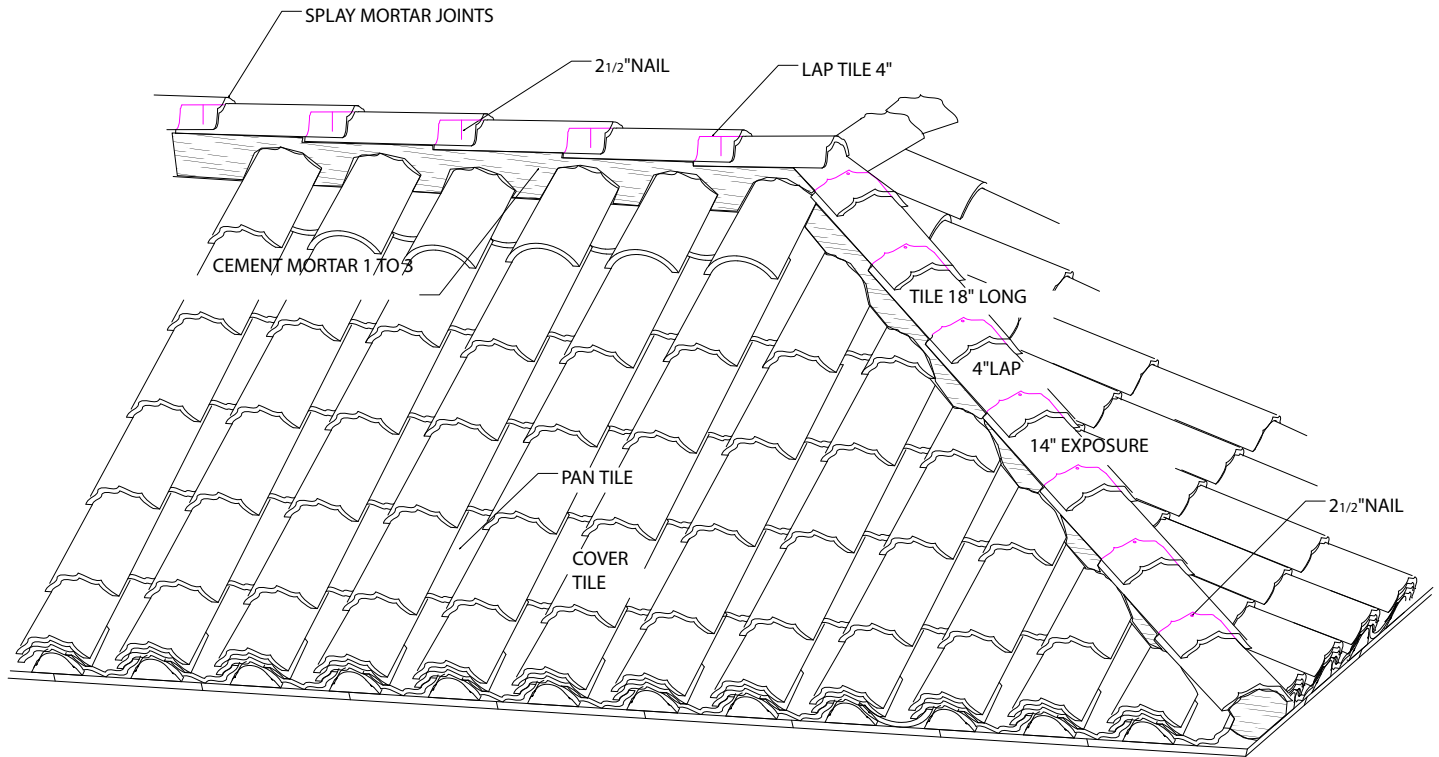 SPLAY MORTAR JOINTS
2 1/2" NAIL
LAP TILE 4"
CEMENT MORTAR 1 TO 3
TILE 18" LONG
4" LAP
14" EXPOSURE
PAN TILE
2 1/2" NAIL
COVER
TILE